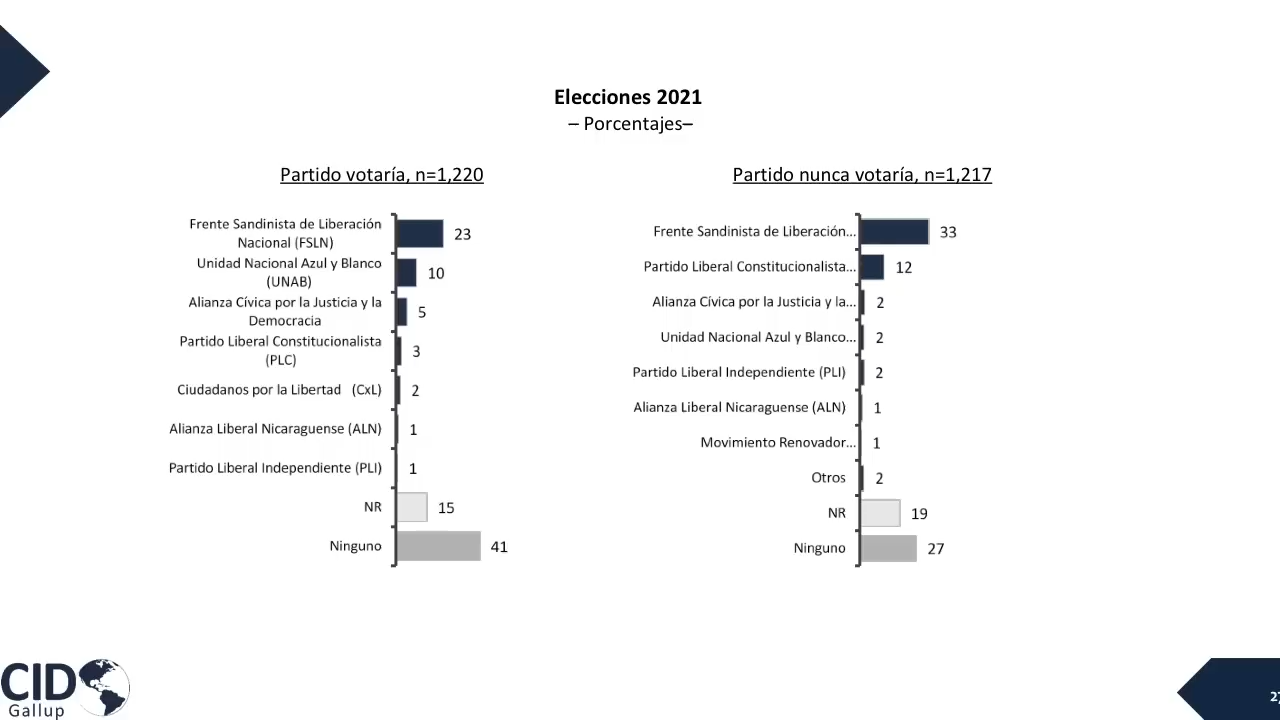 Elecciones 2021
– Porcentajes–
Partido votaría, n=1,220
Frente Sandinista de Liberación
Nacional (FSLN)
23
Unidad Nacional Azul y Blanco
(UNAB)
10
Alianza Cívica por la Justicia y la
Democracia
5
Partido Liberal Constitucionalista
(PLC)
3
Ciudadanos por la Libertad (CxL)
2
Alianza Liberal Nicaraguense (ALN)
1
Partido Liberal Independiente (PLI)
1
NR
15
Ninguno
41
Partido nunca votaría, n=1,217
Frente Sandinista de Liberación...
33
Partido Liberal Constitucionalista...
12
Alianza Cívica por la Justicia y la...
2
Unidad Nacional Azul y Blanco...
2
Partido Liberal Independiente (PLI)
2
Alianza Liberal Nicaraguense (ALN)
1
Movimiento Renovador...
1
Otros
2
NR
19
Ninguno
27
CID
Gallup